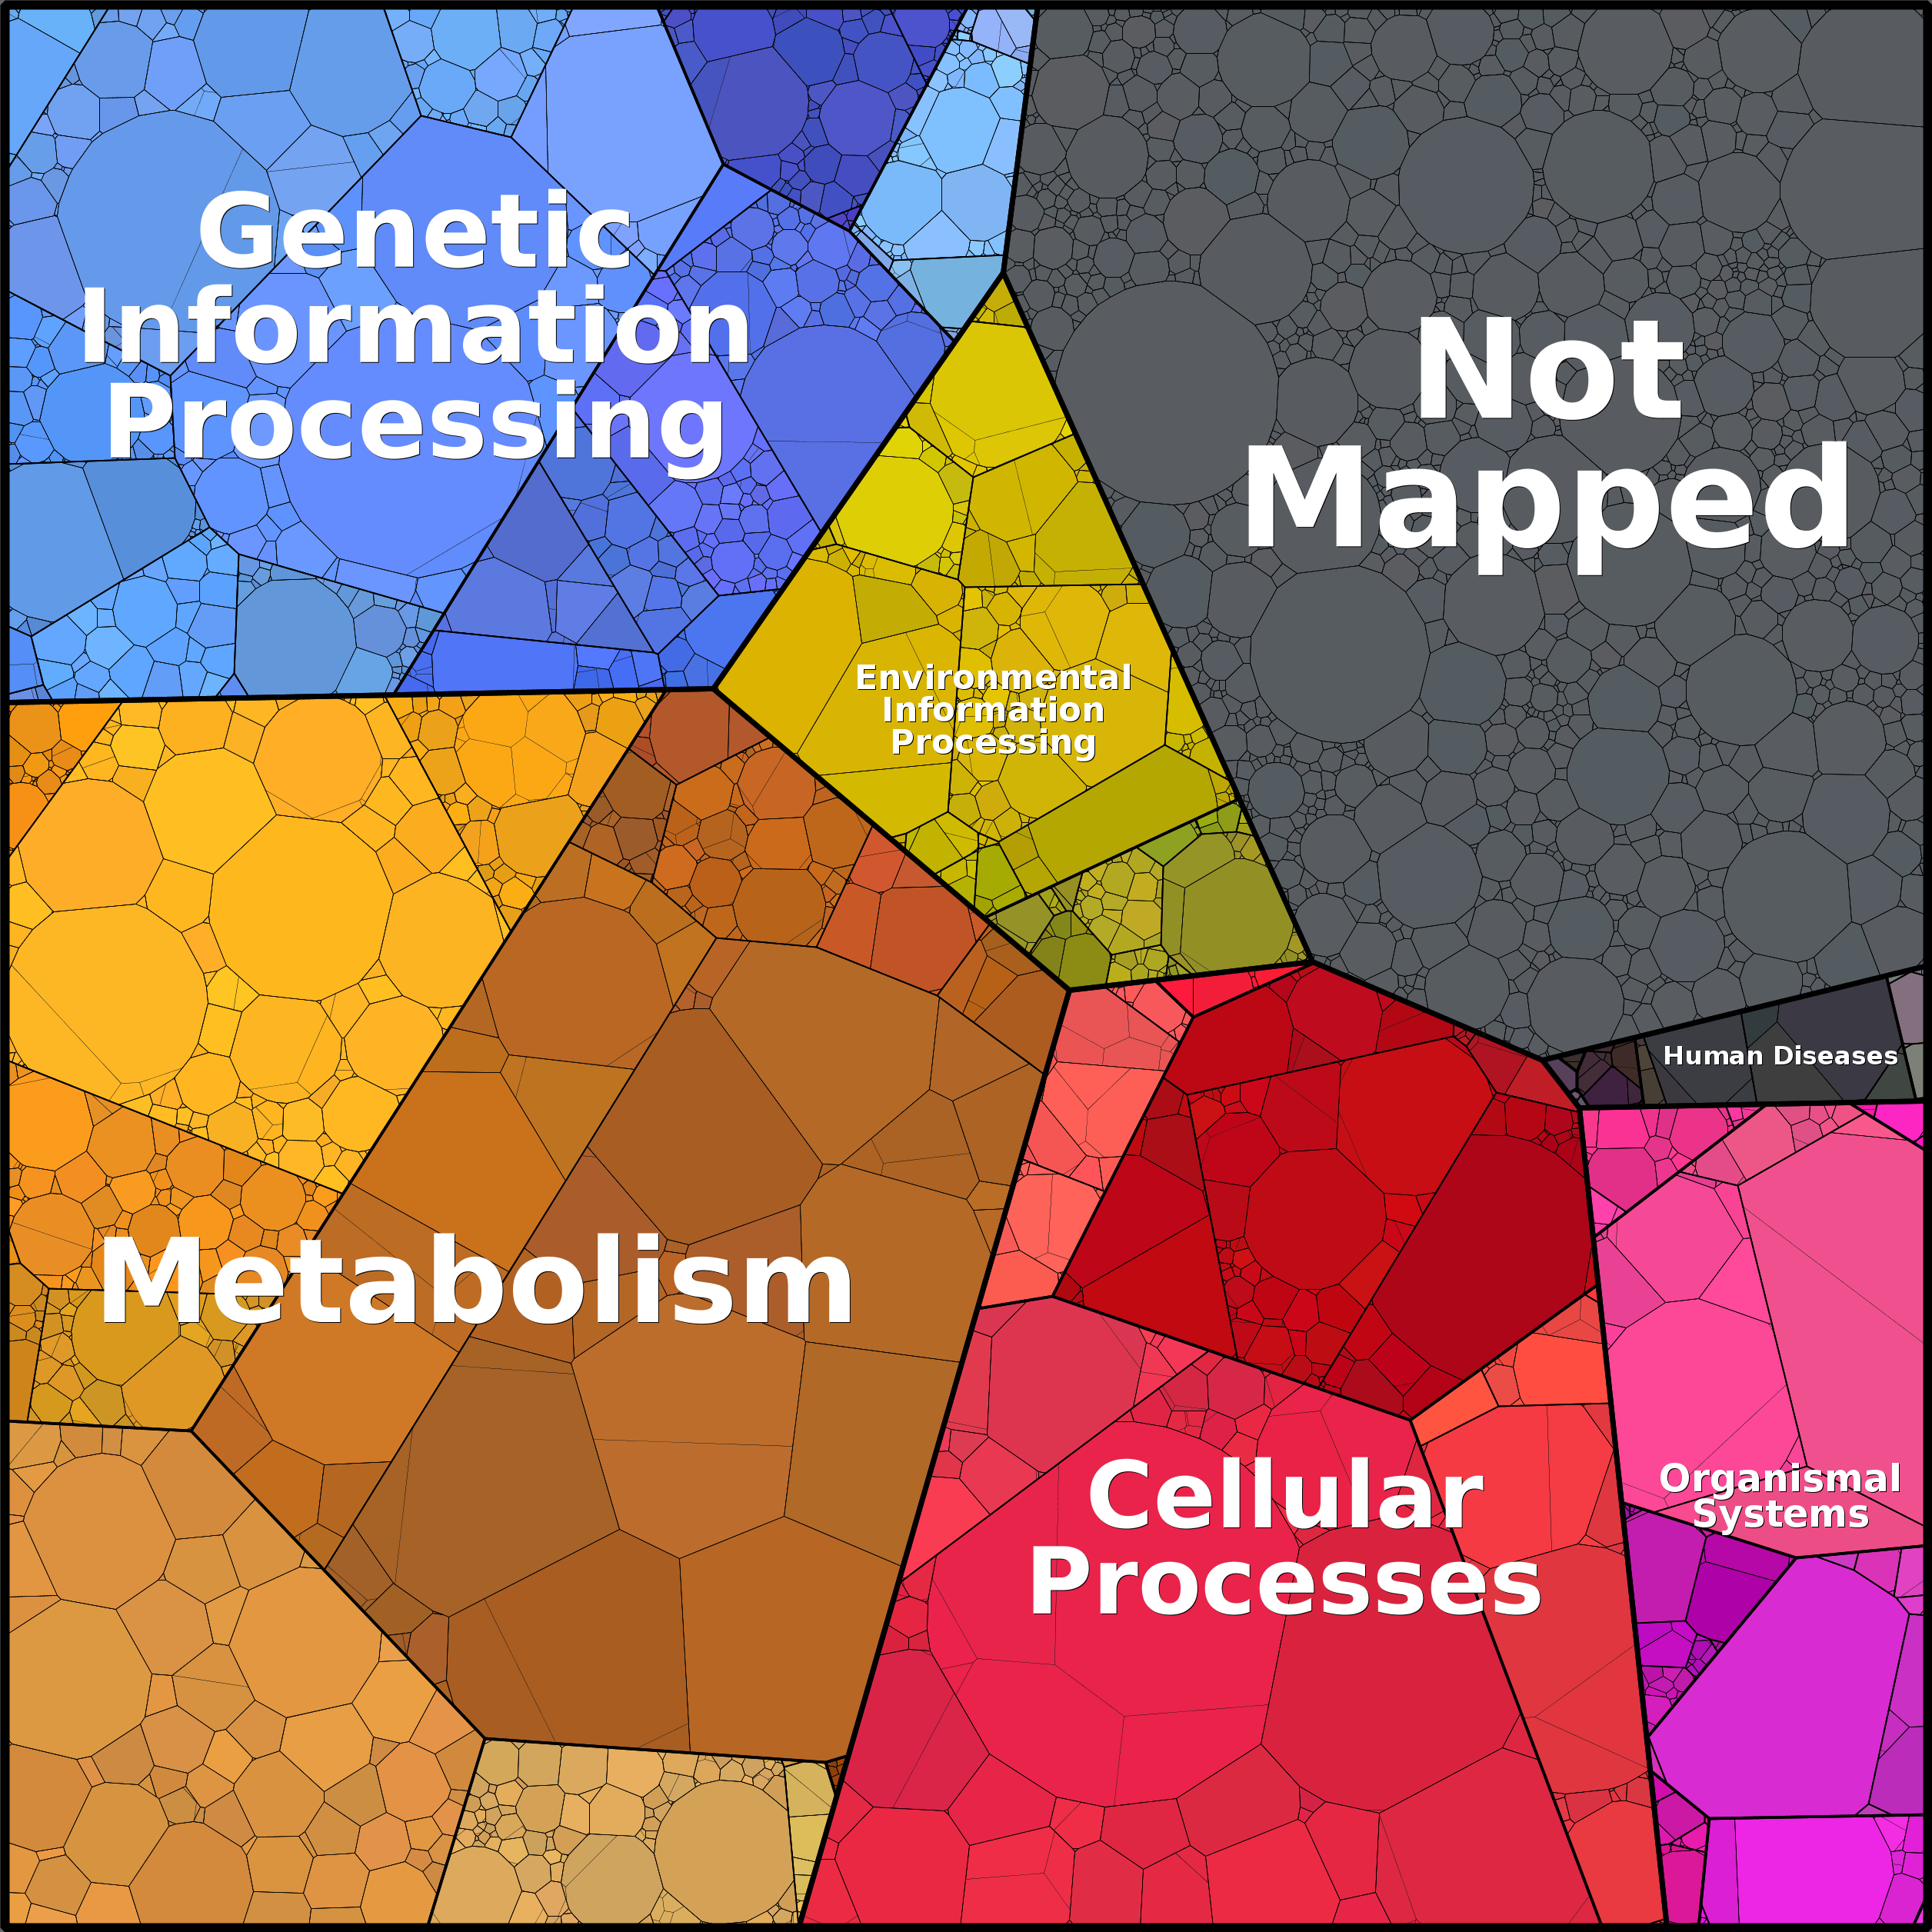 Genetic
Information
Processing
Not
Mapped
Environmental
Information
Processing
Human Diseases
Metabolism
Cellular
Processes
Organismal
Systems